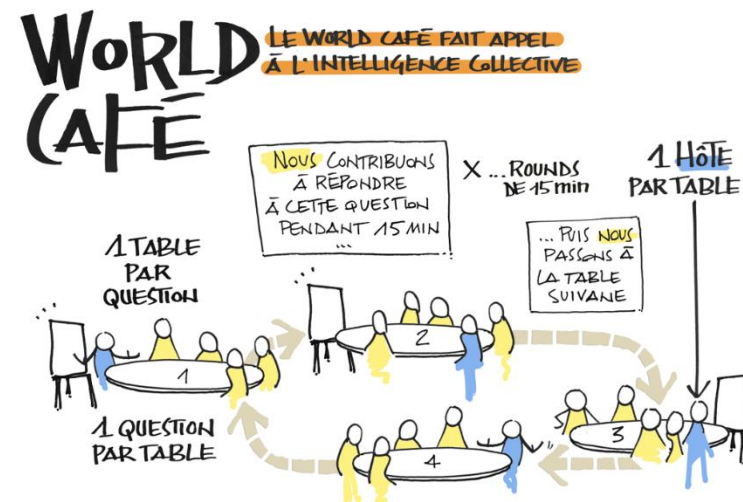 WORLD
CAFÉ
LE WORLD CAFÉ FAIT APPEL
À L'INTELLIGENCE COLLECTIVE
NOUS CONTRIBUONS
À RÉPONDRE
À CETTE QUESTION
PENDANT 15 MIN
...
X ... ROUNDS
DE 15 min
1 HÔTE
PAR TABLE
... PUIS NOUS
PASSONS À
LA TABLE
SUIVANE
1 TABLE
PAR
QUESTION
1
2
3
4
1 QUESTION
PAR TABLE